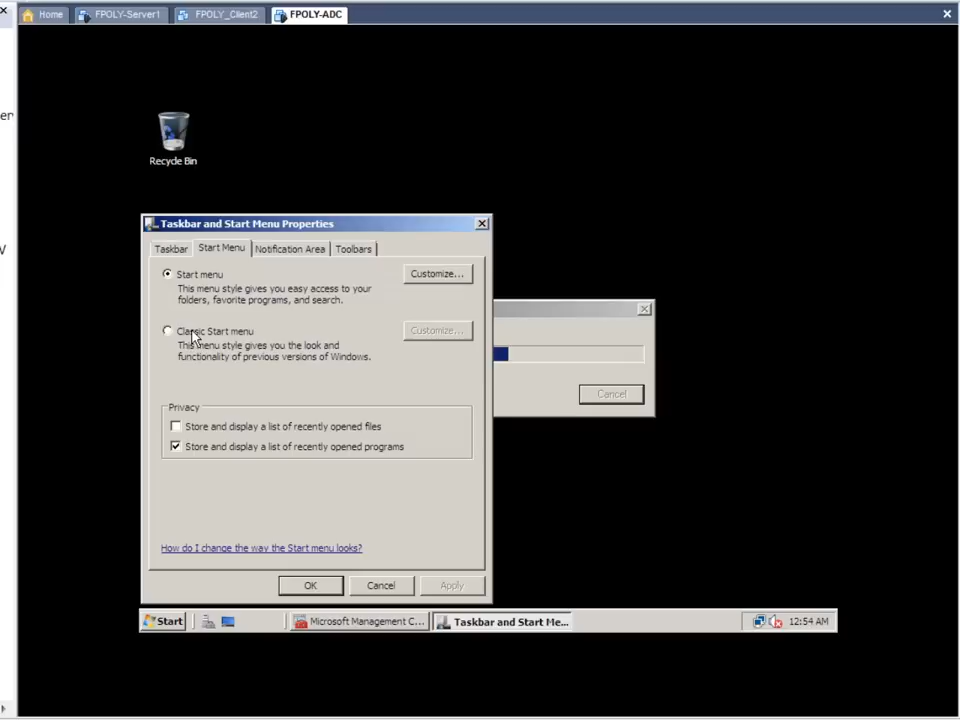 Home
FPOLY-Server1
FPOLY_Client2
FPOLY-ADC
er
V
Recycle Bin
Taskbar and Start Menu Properties
Taskbar
Start Menu
Notification Area
Toolbars
Start menu
Customize...
This menu style gives you easy access to your
folders, favorite programs, and search.
Classic Start menu
Customize...
This menu style gives you the look and
functionality of previous versions of Windows.
Cancel
Privacy
Store and display a list of recently opened files
Store and display a list of recently opened programs
How do I change the way the Start menu looks?
OK
Cancel
Apply
Start
Microsoft Management C...
Taskbar and Start Me...
12:54 AM